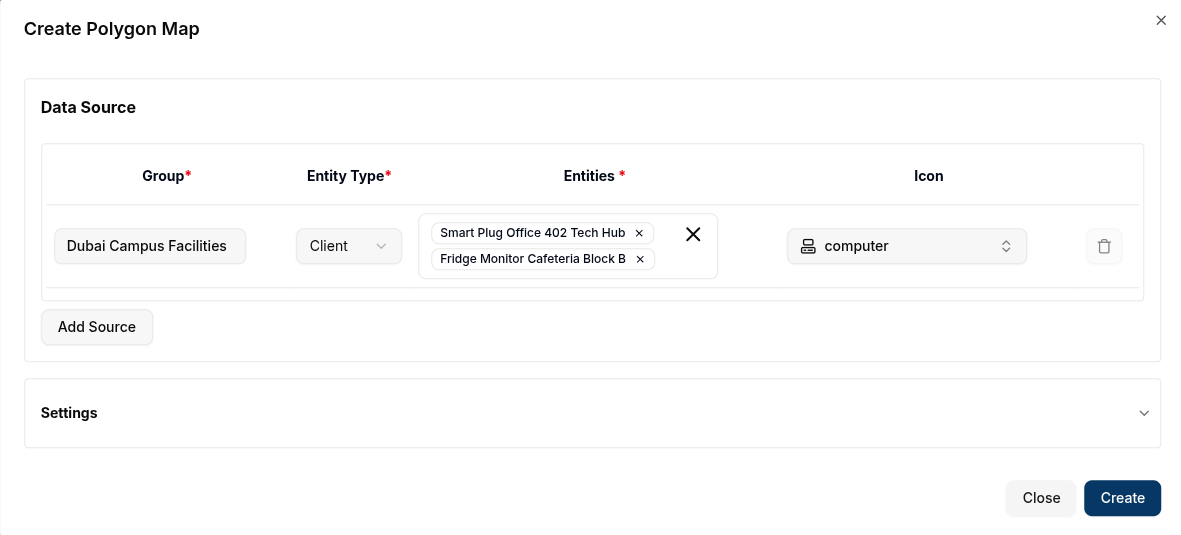 Create Polygon Map
Data Source
Group* Entity Type* Entities * Icon
Dubai Campus Facilities Client Smart Plug Office 402 Tech Hub computer
Fridge Monitor Cafeteria Block B
Add Source
Settings
Close Create